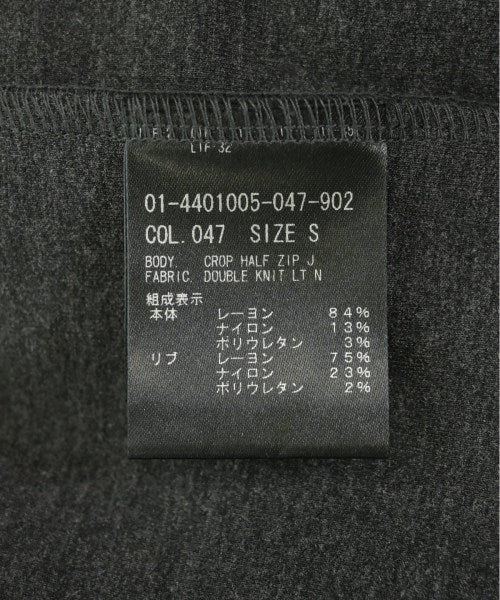 LTF-32
01-4401005-047-902
COL.047 SIZE S
BODY. CROP HALF ZIP J
FABRIC. DOUBLE KNIT LT N
組成表示
本体 レーヨン 84%
ナイロン 13%
ポリウレタン 3%
リブ レーヨン 75%
ナイロン 23%
ポリウレタン 2%